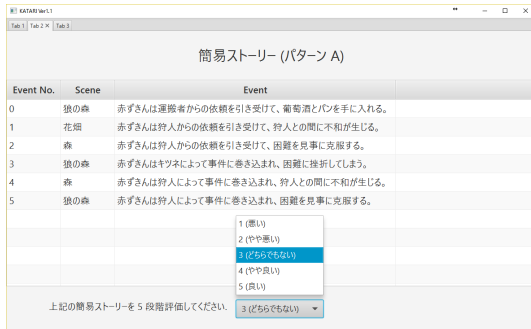 KATARI Ver1.1
Tab 1 Tab 2 × Tab 3
簡易ストーリー (パターン A)
Event No. Scene Event
0 狼の森 赤ずきんは運搬者からの依頼を引き受けて、葡萄酒とパンを手に入れる。
1 花畑 赤ずきんは狩人からの依頼を引き受けて、狩人との間に不和が生じる。
2 森 赤ずきんは狩人からの依頼を引き受けて、困難を見事に克服する。
3 狼の森 赤ずきんはキツネによって事件に巻き込まれ、困難に挫折してしまう。
4 森 赤ずきんは狩人によって事件に巻き込まれ、狩人との間に不和が生じる。
5 狼の森 赤ずきんは狩人によって事件に巻き込まれ、困難を見事に克服する。
1 (悪い)
2 (やや悪い)
3 (どちらでもない)
4 (やや良い)
5 (良い)
上記の簡易ストーリーを 5 段階評価してください. 3 (どちらでもない)